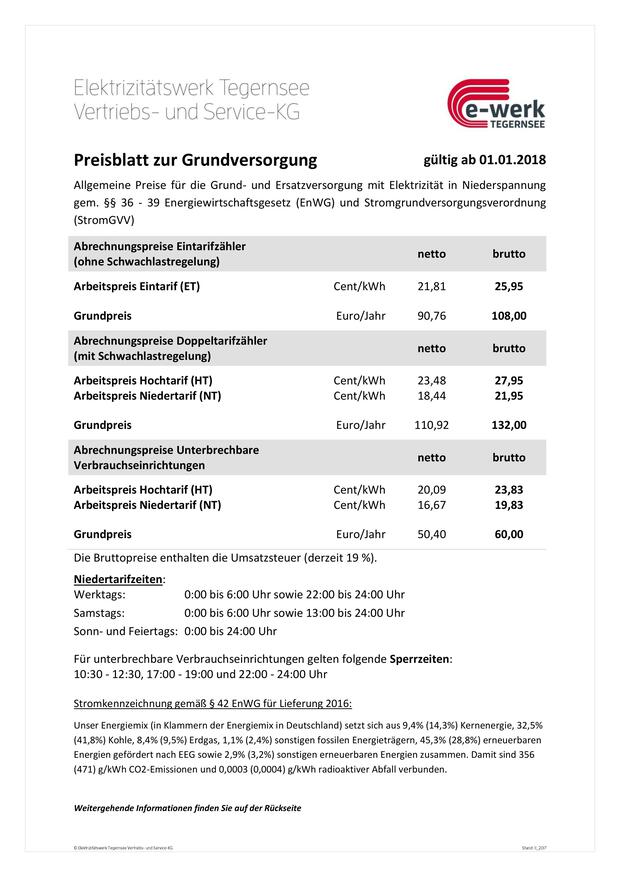 Elektrizitätswerk Tegernsee
Vertriebs- und Service-KG
e-werk
TEGERNSEE
Preisblatt zur Grundversorgung gültig ab 01.01.2018
Allgemeine Preise für die Grund- und Ersatzversorgung mit Elektrizität in Niederspannung
gem. §§ 36 - 39 Energiewirtschaftsgesetz (EnWG) und Stromgrundversorgungsverordnung
(StromGVV)
Abrechnungspreise Eintarifzähler
(ohne Schwachlastregelung) netto brutto
Arbeitspreis Eintarif (ET) Cent/kWh 21,81 25,95
Grundpreis Euro/Jahr 90,76 108,00
Abrechnungspreise Doppeltarifzähler
(mit Schwachlastregelung) netto brutto
Arbeitspreis Hochtarif (HT) Cent/kWh 23,48 27,95
Arbeitspreis Niedertarif (NT) Cent/kWh 18,44 21,95
Grundpreis Euro/Jahr 110,92 132,00
Abrechnungspreise Unterbrechbare
Verbrauchseinrichtungen netto brutto
Arbeitspreis Hochtarif (HT) Cent/kWh 20,09 23,83
Arbeitspreis Niedertarif (NT) Cent/kWh 16,67 19,83
Grundpreis Euro/Jahr 50,40 60,00
Die Bruttopreise enthalten die Umsatzsteuer (derzeit 19 %).
Niedertarifzeiten:
Werktags: 0:00 bis 6:00 Uhr sowie 22:00 bis 24:00 Uhr
Samstags: 0:00 bis 6:00 Uhr sowie 13:00 bis 24:00 Uhr
Sonn- und Feiertags: 0:00 bis 24:00 Uhr
Für unterbrechbare Verbrauchseinrichtungen gelten folgende Sperrzeiten:
10:30 - 12:30, 17:00 - 19:00 und 22:00 - 24:00 Uhr
Stromkennzeichnung gemäß § 42 EnWG für Lieferung 2016:
Unser Energiemix (in Klammern der Energiemix in Deutschland) setzt sich aus 9,4% (14,3%) Kernenergie, 32,5%
(41,8%) Kohle, 8,4% (9,5%) Erdgas, 1,1% (2,4%) sonstigen fossilen Energieträgern, 45,3% (28,8%) erneuerbaren
Energien gefördert nach EEG sowie 2,9% (3,2%) sonstigen erneuerbaren Energien zusammen. Damit sind 356
(471) g/kWh CO2-Emissionen und 0,0003 (0,0004) g/kWh radioaktiver Abfall verbunden.
Weitergehende Informationen finden Sie auf der Rückseite
© Elektrizitätswerk Tegernsee Vertriebs- und Service-KG